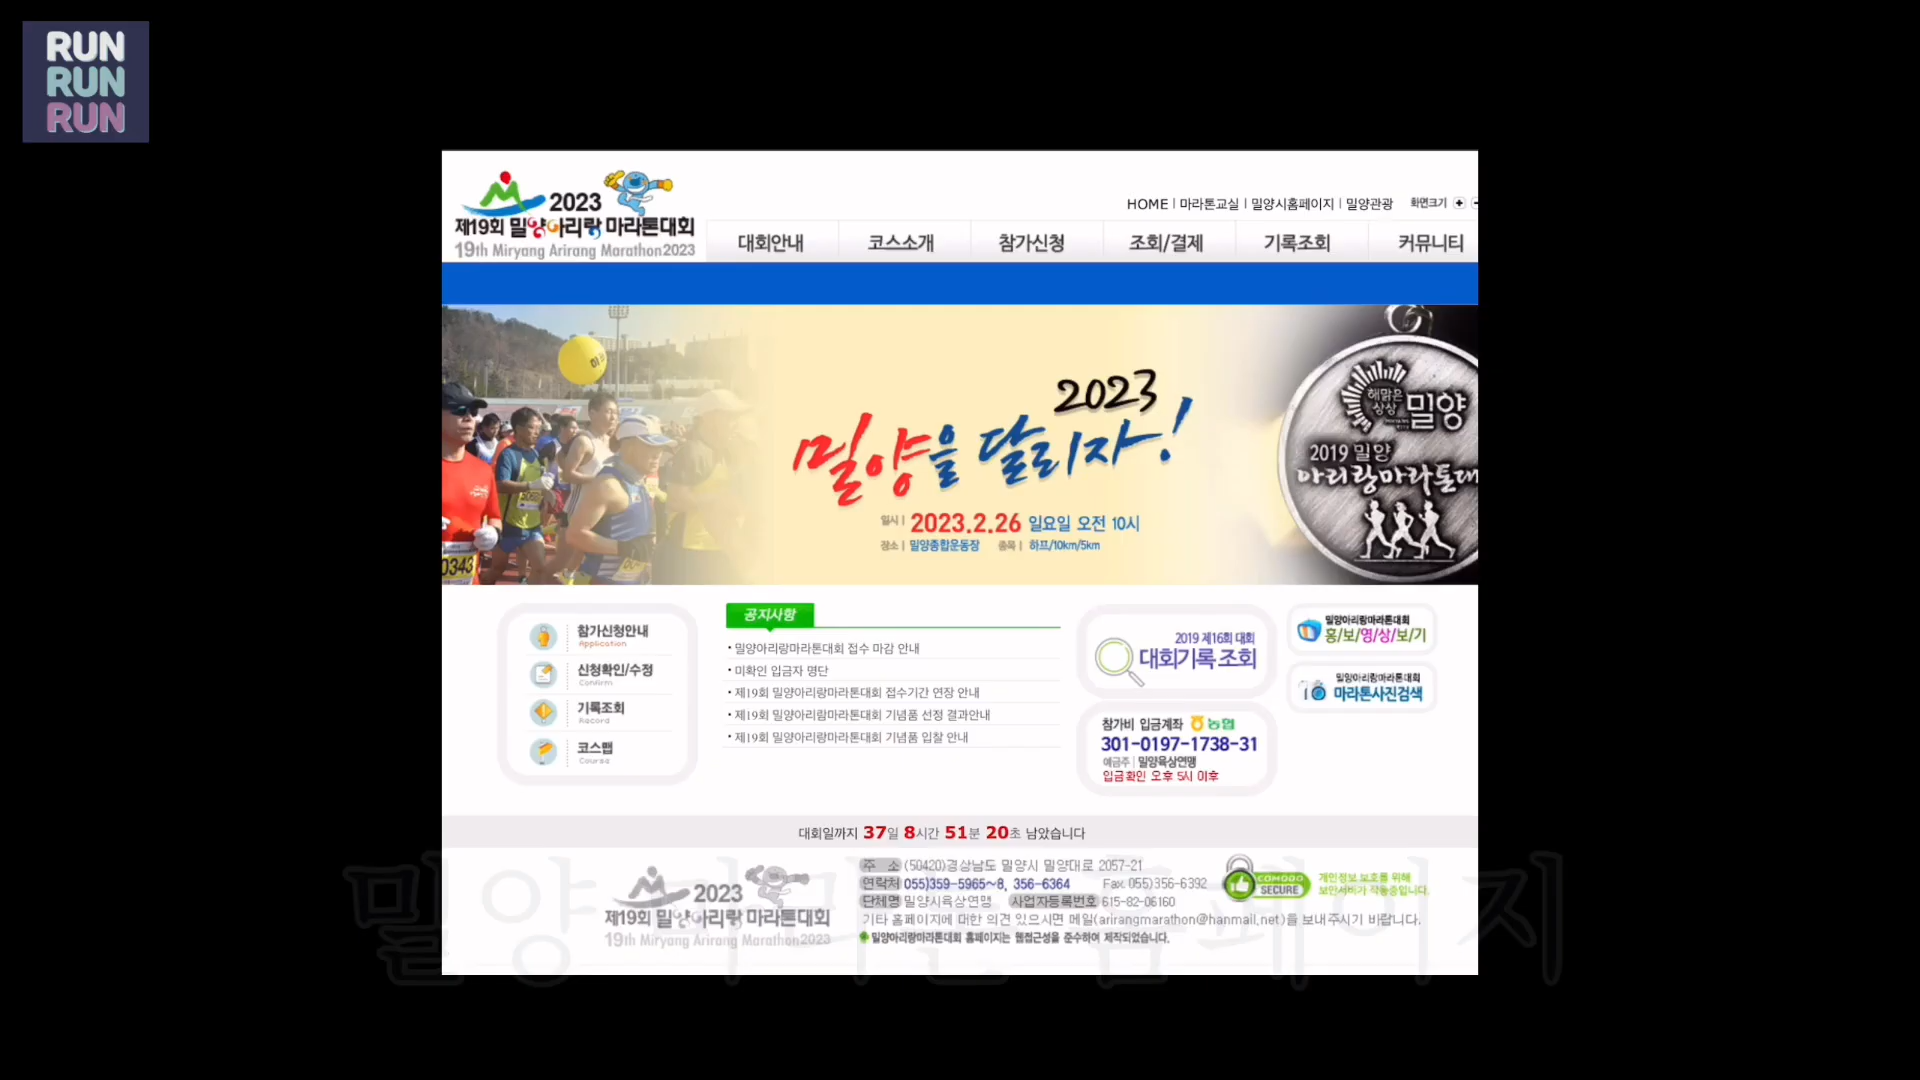 RUN
RUN
RUN
2023
제19회 밀양아리랑 마라톤대회
19th Miryang Arirang Marathon2023
HOME | 마라톤교실 | 밀양시홈페이지 | 밀양관광 화면크기
대회안내 코스소개 참가신청 조회/결제 기록조회 커뮤니티
2023
밀양을 달리자!
일시 | 2023.2.26 일요일 오전 10시
장소 | 밀양종합운동장 종목 | 하프/10km/5km
해맑은
상상
밀양
2019 밀양
아리랑마라톤대
0343
참가신청안내
Application
신청확인/수정
Confirm
기록조회
Record
코스맵
Course
공지사항
· 밀양아리랑마라톤대회 접수 마감 안내
· 미확인 입금자 명단
· 제19회 밀양아리랑마라톤대회 접수기간 연장 안내
· 제19회 밀양아리랑마라톤대회 기념품 선정 결과안내
· 제19회 밀양아리랑마라톤대회 기념품 입찰 안내
2019 제16회 대회
대회기록 조회
참가비 입금계좌 농협
301-0197-1738-31
예금주 | 밀양육상연맹
입금확인 오후 5시 이후
밀양아리랑마라톤대회
홍/보/영/상/보/기
밀양아리랑마라톤대회
마라톤사진검색
대회일까지 37일 8시간 51분 20초 남았습니다
2023
제19회 밀양아리랑 마라톤대회
19th Miryang Arirang Marathon2023
주 소 (50420)경상남도 밀양시 밀양대로 2057-21
연락처 055)359-5965~8, 356-6364 Fax 055)356-6392
단체명 밀양시육상연맹 사업자등록번호 615-82-06160
기타 홈페이지에 대한 의견 있으시면 메일(arirangmarathon@hanmail.net)를 보내주시기 바랍니다.
밀양아리랑마라톤대회 홈페이지는 웹접근성을 준수하여 제작되었습니다.
COMODO
SECURE
개인정보 보호를 위해
보안서버가 작동중입니다.
밀양 마라톤 홈페이지